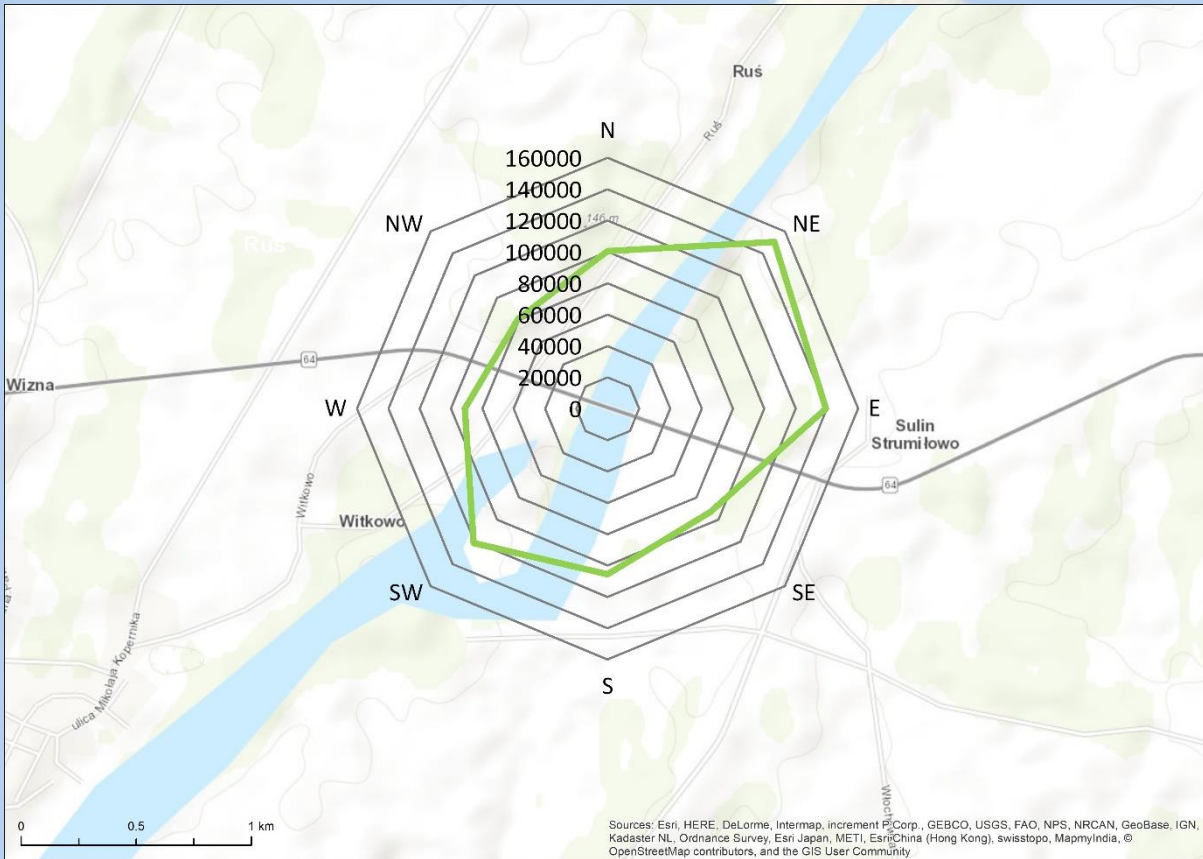 Ruś
Ruś
N
160000
140000
146 m
120000
NW
NE
Rus
100000
80000
60000
64
40000
Wizna
20000
W
0
E
Sulin
Strumiłowo
64
Witkowo
Witkowo
SW
SE
ulica Mikołaja Kopernika
S
0 0.5 1 km
Sources: Esri, HERE, DeLorme, Intermap, increment P Corp., GEBCO, USGS, FAO, NPS, NRCAN, GeoBase, IGN,
Kadaster NL, Ordnance Survey, Esri Japan, METI, Esri China (Hong Kong), swisstopo, MapmyIndia, ©
OpenStreetMap contributors, and the GIS User Community